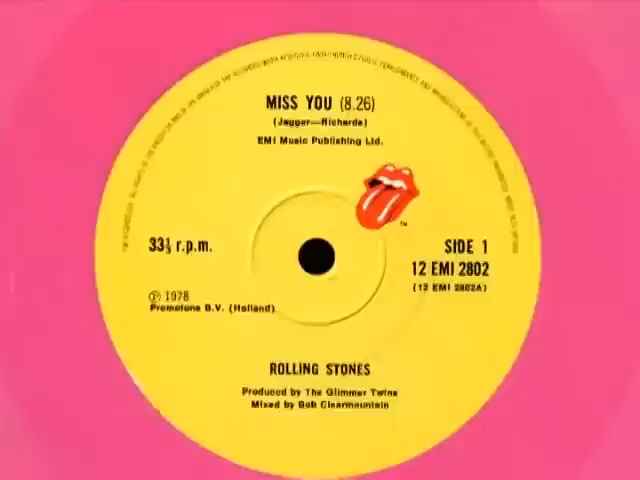 MISS YOU (8.26)
(Jagger—Richards)
EMI Music Publishing Ltd.
33⅓ r.p.m.
SIDE 1
12 EMI 2802
(12 EMI 2802A)
℗ 1978
Promotone B.V. (Holland)
ROLLING STONES
Produced by The Glimmer Twins
Mixed by Bob Clearmountain